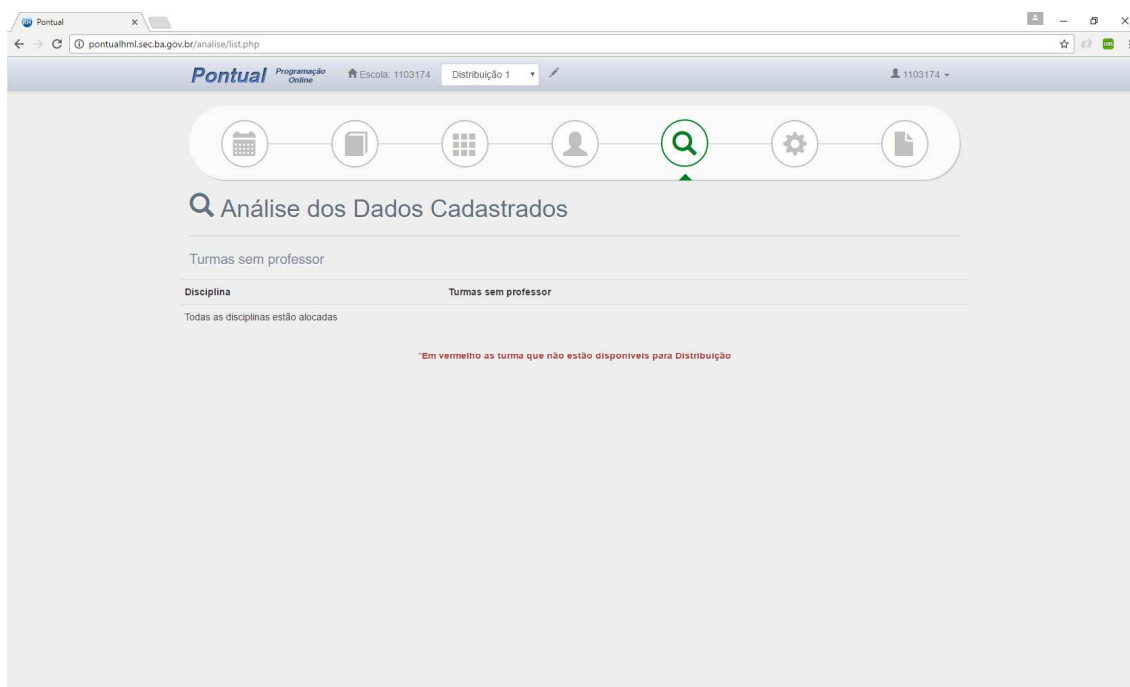 Pontual
pontualhml.sec.ba.gov.br/analise/list.php
Pontual Programação Online Escola: 1103174 Distribuição 1 1103174
Análise dos Dados Cadastrados
Turmas sem professor
Disciplina Turmas sem professor
Todas as disciplinas estão alocadas
*Em vermelho as turma que não estão disponíveis para Distribuição